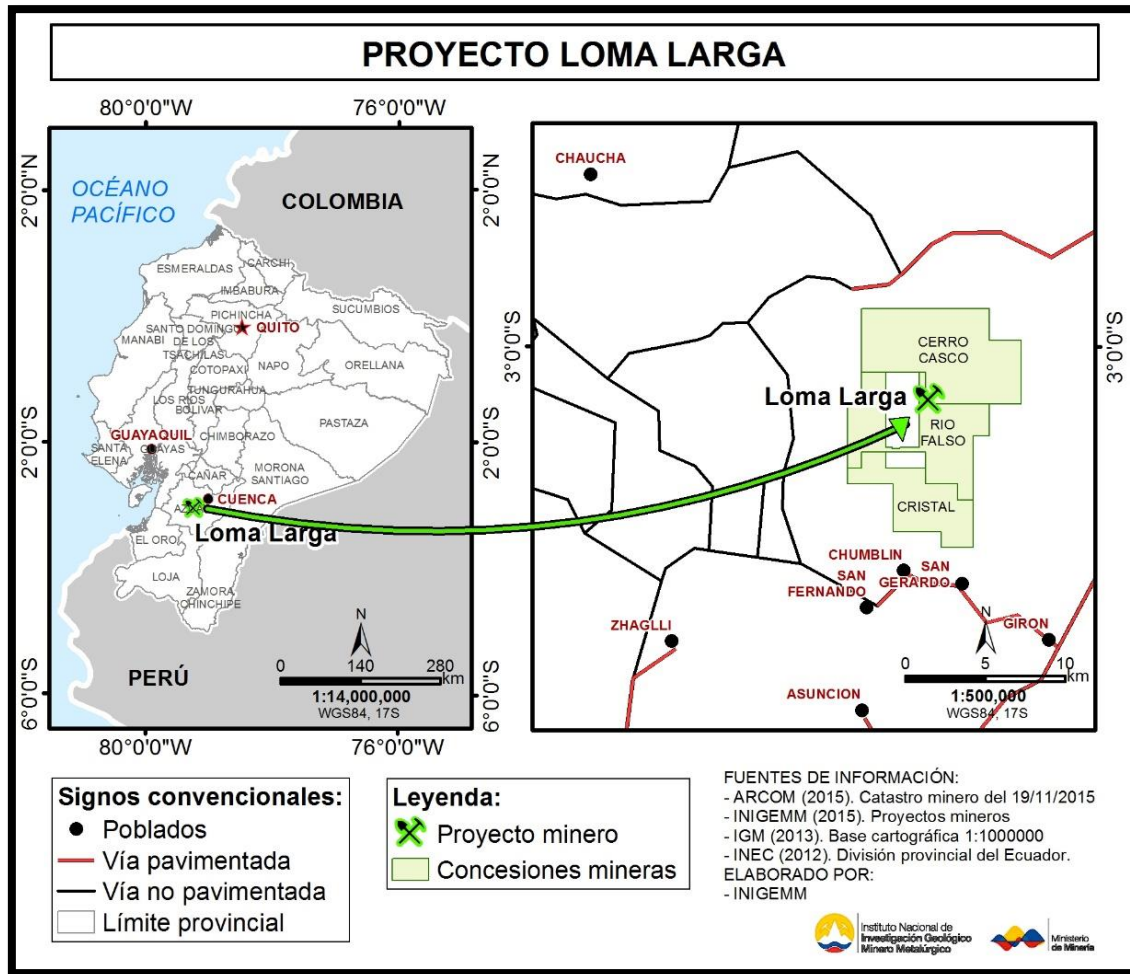 PROYECTO LOMA LARGA
80°0'0"W
76°0'0"W
2°0'0"N
2°0'0"S
6°0'0"S
OCÉANO
PACÍFICO
COLOMBIA
ESMERALDAS
CARCHI
IMBABURA
PICHINCHA
SUCUMBIOS
SANTO DOMINGO
QUITO
MANABI
DE LOS
TSACHILAS
ORELLANA
NAPO
COTOPAXI
TUNGURAHUA
LOS RIOS
BOLIVAR
PASTAZA
GUAYAQUIL
CHIMBORAZO
SANTA
ELENA
GUAYAS
MORONA
SANTIAGO
CAÑAR
CUENCA
Loma Larga
EL ORO
LOJA
ZAMORA
CHINCHIPE
PERÚ
N
0 140 280
km
1:14,000,000
WGS84, 17S
80°0'0"W
76°0'0"W
2°0'0"N
2°0'0"S
6°0'0"S
3°0'0"S
3°0'0"S
CHAUCHA
CERRO
CASCO
Loma Larga
RIO
FALSO
CRISTAL
CHUMBLIN
SAN
FERNANDO
SAN
GERARDO
ZHAGLLI
GIRON
ASUNCION
N
0 5 10
km
1:500,000
WGS84, 17S
Signos convencionales:
Poblados
Vía pavimentada
Vía no pavimentada
Límite provincial
Leyenda:
Proyecto minero
Concesiones mineras
FUENTES DE INFORMACIÓN:
- ARCOM (2015). Catastro minero del 19/11/2015
- INIGEMM (2015). Proyectos mineros
- IGM (2013). Base cartográfica 1:1000000
- INEC (2012). División provincial del Ecuador.
ELABORADO POR:
- INIGEMM
Instituto Nacional de
Investigación Geológico
Minero Metalúrgico
Ministerio
de Minería